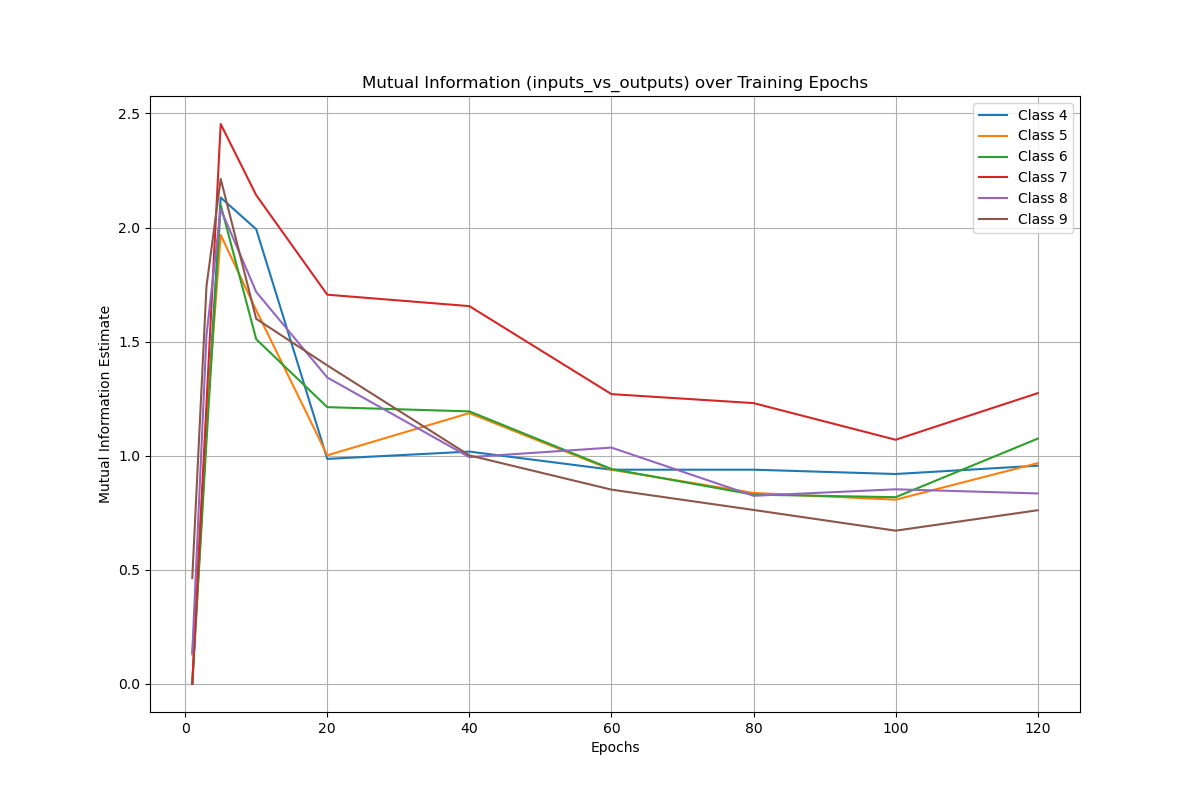 Mutual Information (inputs_vs_outputs) over Training Epochs
Class 4
Class 5
Class 6
Class 7
Class 8
Class 9
Mutual Information Estimate
2.5
2.0
1.5
1.0
0.5
0.0
0 20 40 60 80 100 120
Epochs